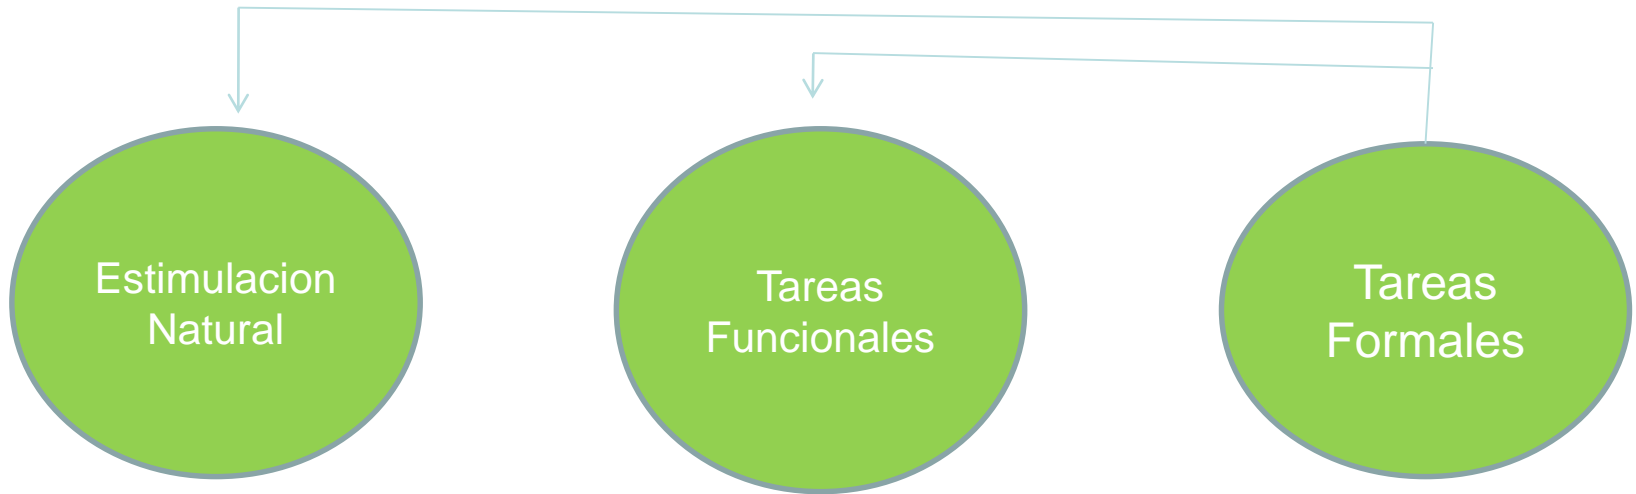 Estimulacion
Natural
Tareas
Funcionales
Tareas
Formales